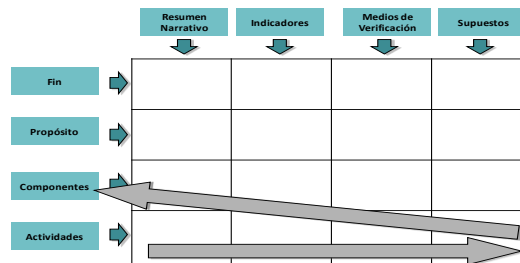 Resumen
Narrativo
Indicadores
Medios de
Verificación
Supuestos
Fin
Propósito
Componentes
Actividades